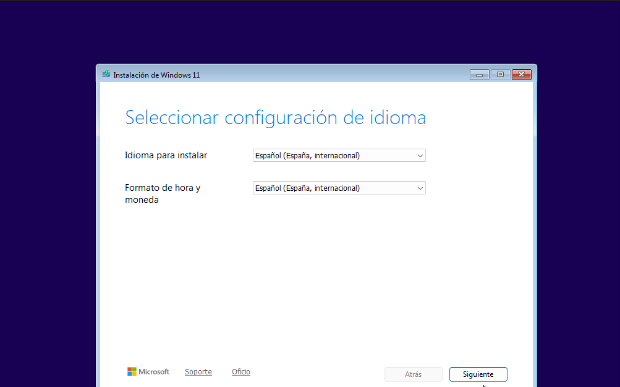 Instalación de Windows 11
Seleccionar configuración de idioma
Idioma para instalar
Español (España, internacional)
Formato de hora y
moneda
Español (España, internacional)
Microsoft
Soporte
Oficio
Atrás
Siguiente